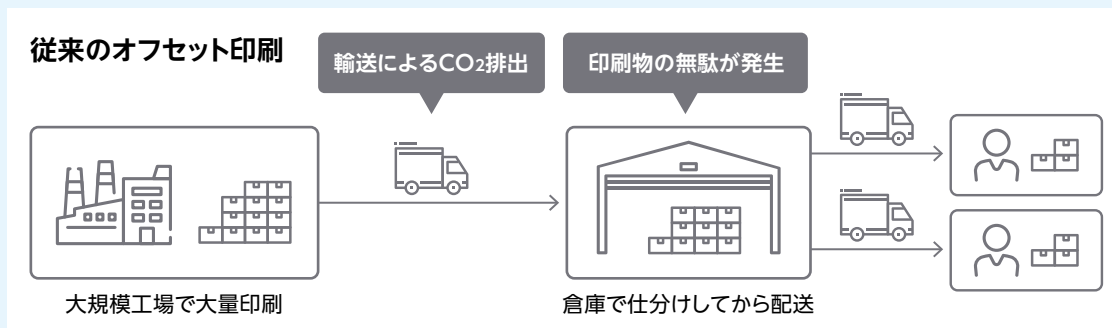 従来のオフセット印刷
輸送によるCO₂排出
印刷物の無駄が発生
大規模工場で大量印刷
倉庫で仕分けしてから配送